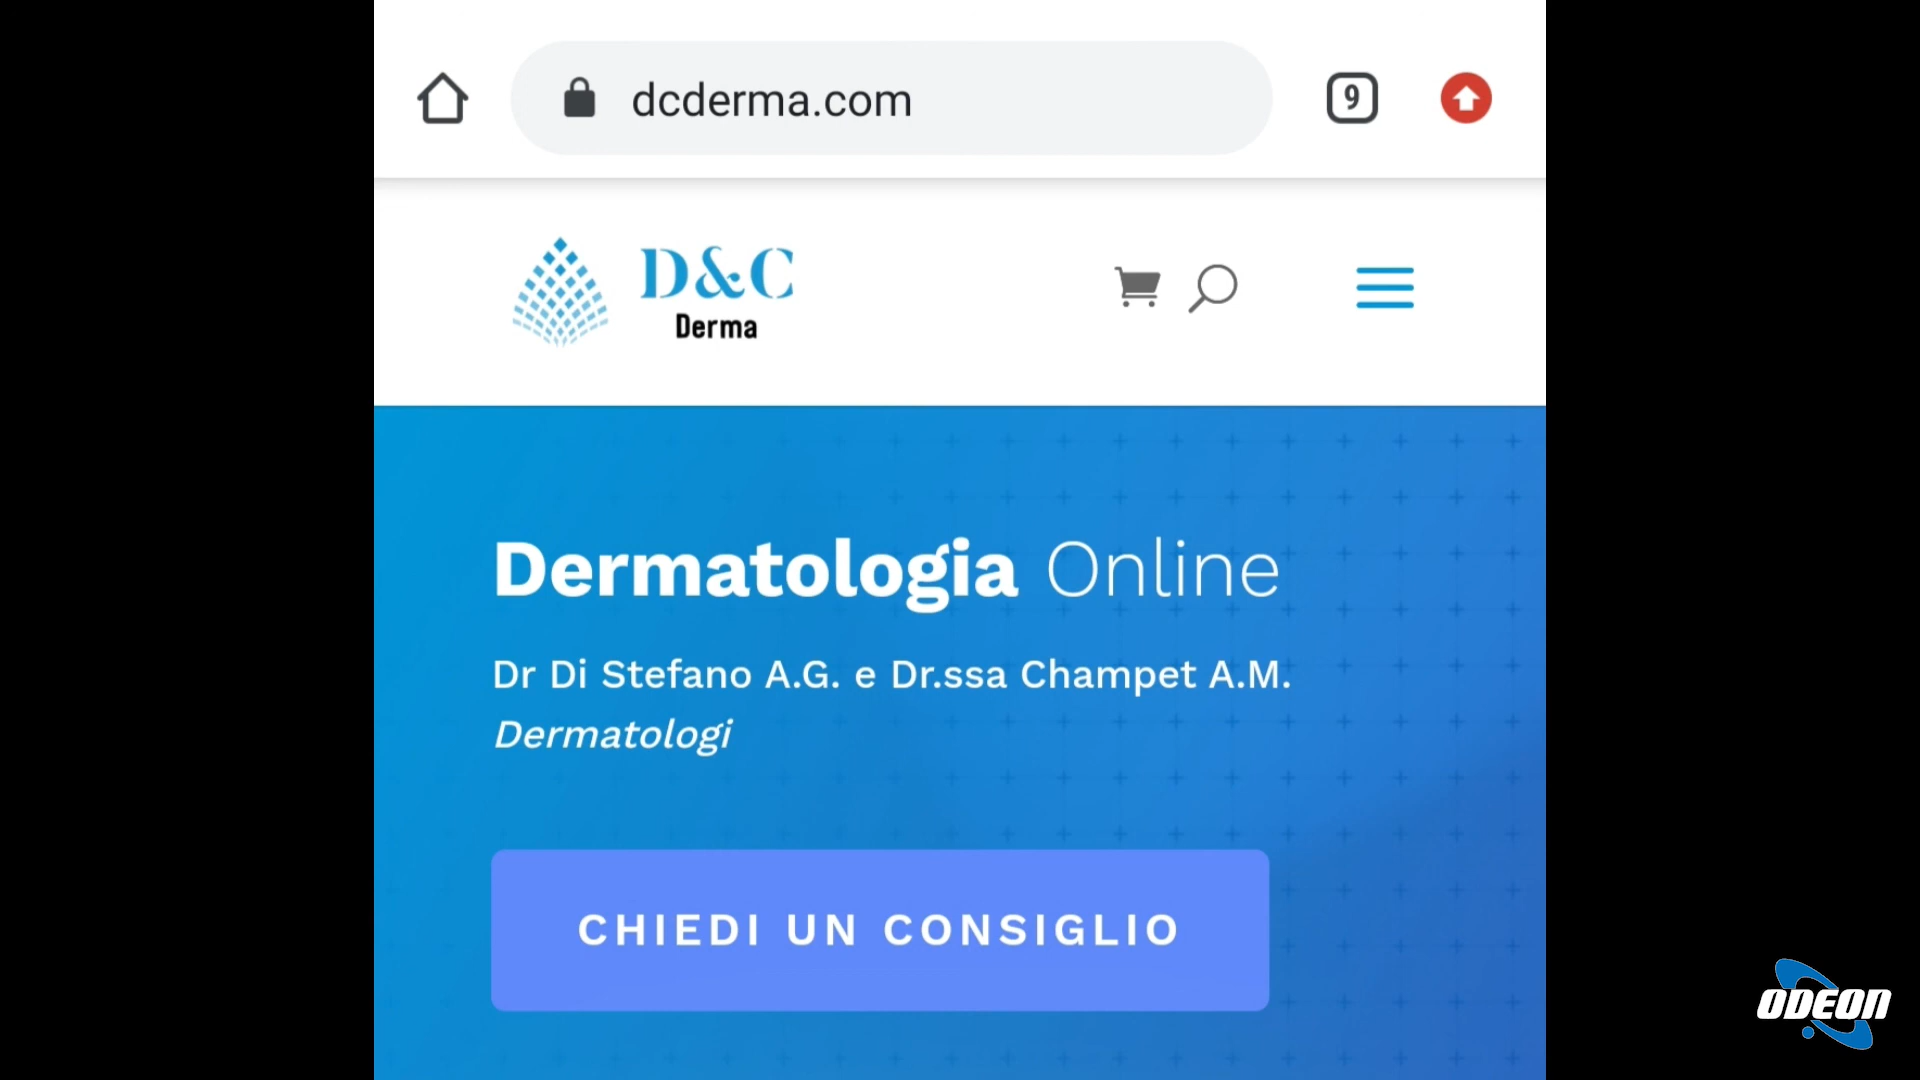 dcderma.com
9
D&C
Derma
Dermatologia Online
Dr Di Stefano A.G. e Dr.ssa Champet A.M.
Dermatologi
CHIEDI UN CONSIGLIO
ODEON